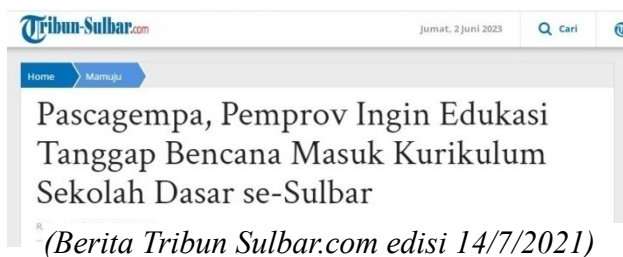 Tribun-Sulbar.com
Jumat, 2 Juni 2023
Cari
Home
Mamuju
Pascagempa, Pemprov Ingin Edukasi
Tanggap Bencana Masuk Kurikulum
Sekolah Dasar se-Sulbar
(Berita Tribun Sulbar.com edisi 14/7/2021)